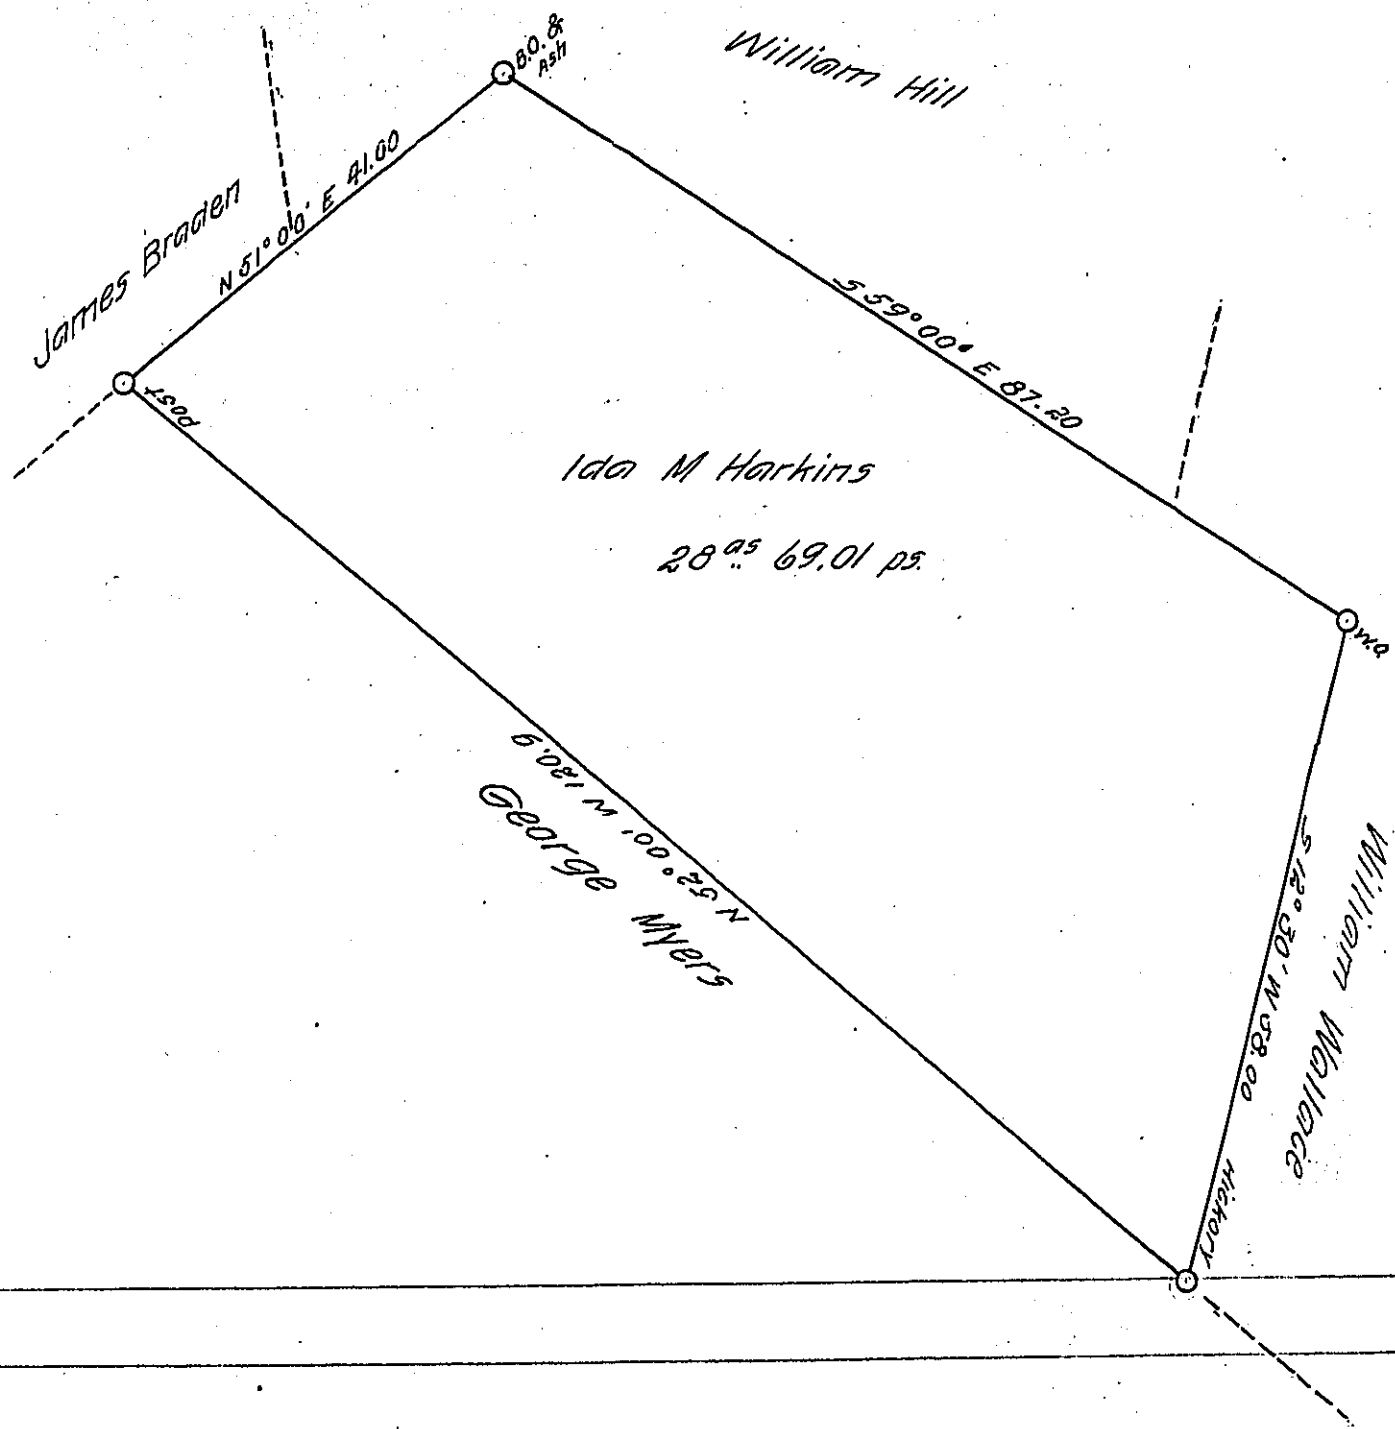 B.O. &
Ash
William Hill
James Braden
N 51° 00' E 41.00
Post
S 59° 00' E 87.20
Ida M Harkins
28 as 69.01 ps.
W.O.
N 52° 00' W 120.9
George Myers
S 12° 30' W 58.00
William Wallace
Hickory